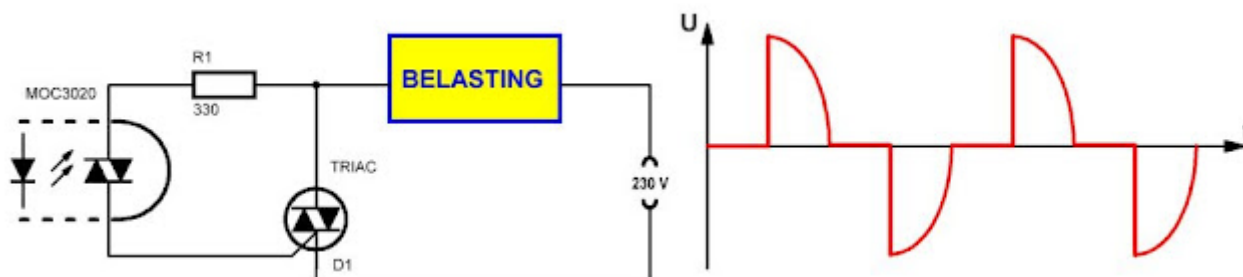 R1
330
MOC3020
BELASTING
TRIAC
D1
230 V
U